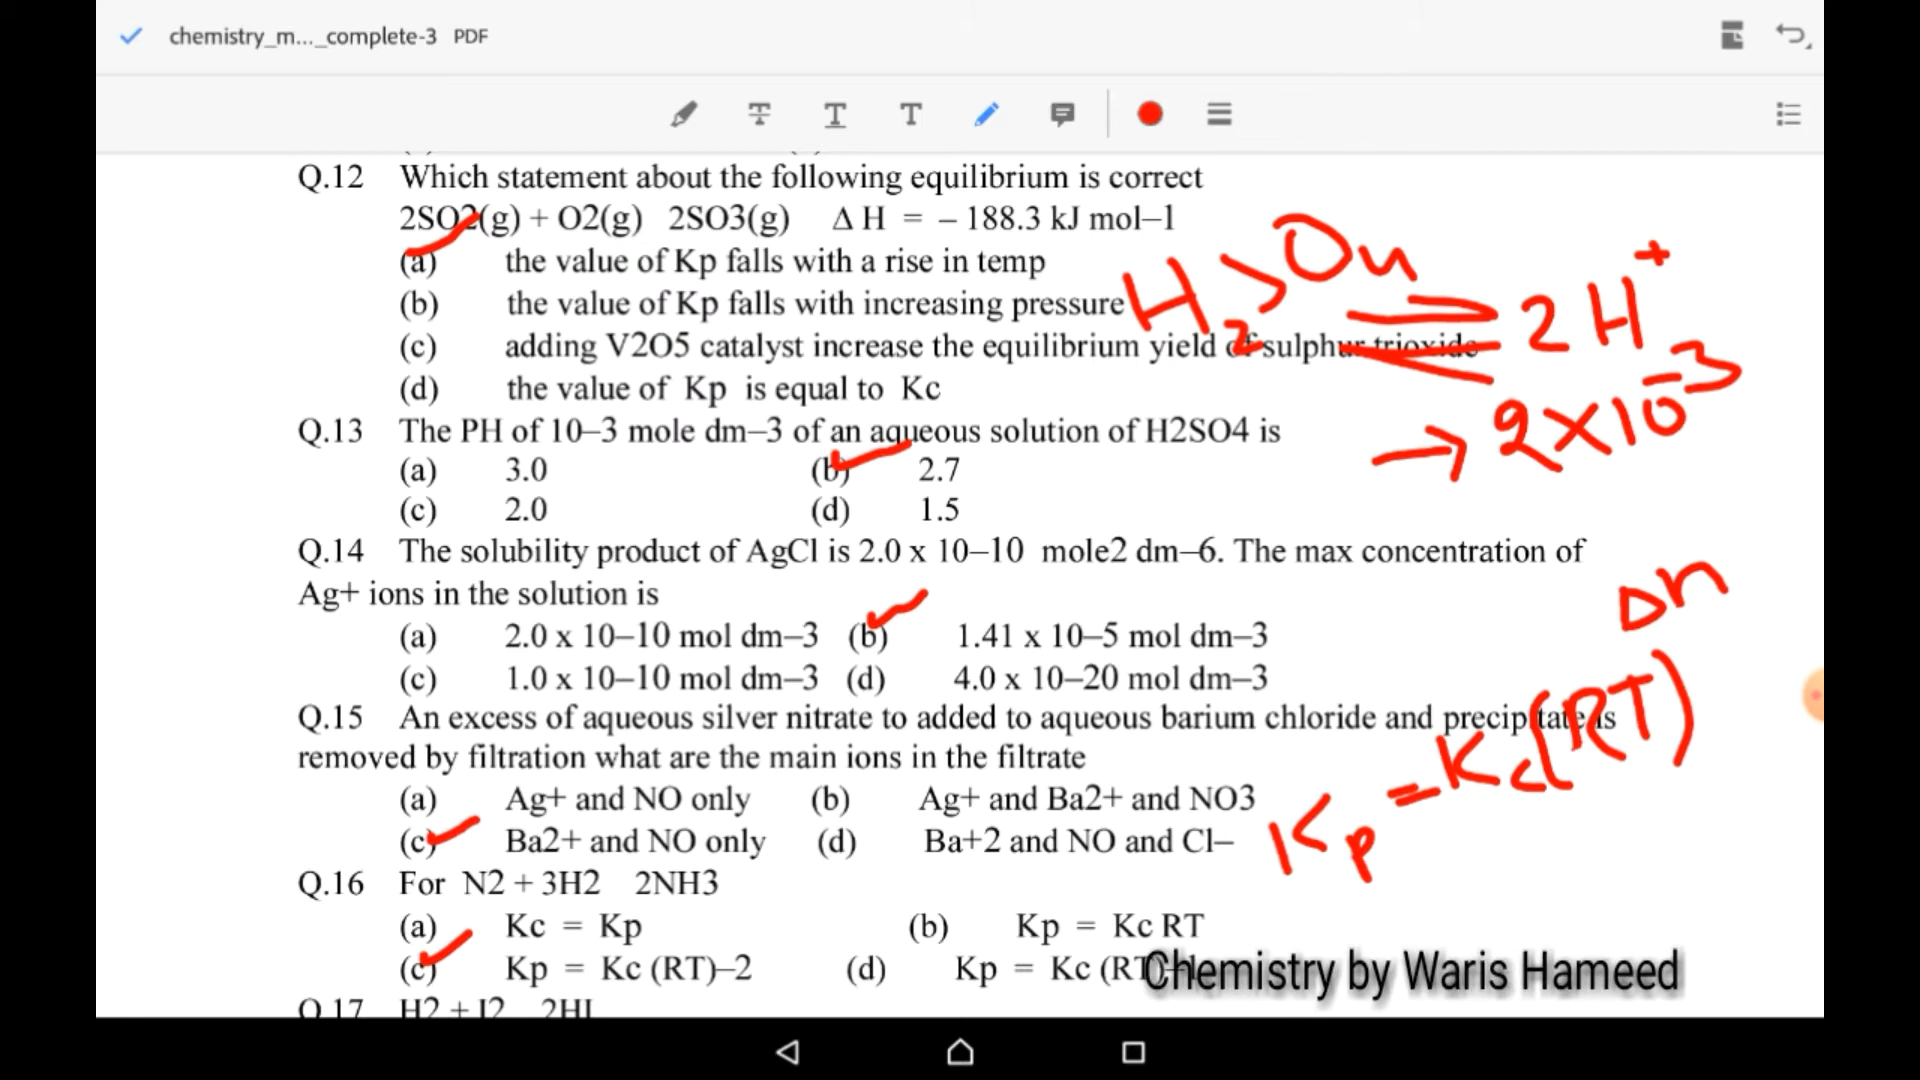 chemistry_m..._complete-3 PDF
Q.12 Which statement about the following equilibrium is correct
2SO2(g) + O2(g) 2SO3(g) Δ H = – 188.3 kJ mol–1
(a) the value of Kp falls with a rise in temp
(b) the value of Kp falls with increasing pressure
(c) adding V2O5 catalyst increase the equilibrium yield of sulphur trioxide
(d) the value of Kp is equal to Kc
H2SO4 ⇌ 2H+
→ 2×10-3
Q.13 The PH of 10–3 mole dm–3 of an aqueous solution of H2SO4 is
(a) 3.0 (b) 2.7
(c) 2.0 (d) 1.5
Q.14 The solubility product of AgCl is 2.0 x 10–10 mole2 dm–6. The max concentration of
Ag+ ions in the solution is
(a) 2.0 x 10–10 mol dm–3 (b) 1.41 x 10–5 mol dm–3
(c) 1.0 x 10–10 mol dm–3 (d) 4.0 x 10–20 mol dm–3
Q.15 An excess of aqueous silver nitrate to added to aqueous barium chloride and precipitate is
removed by filtration what are the main ions in the filtrate
(a) Ag+ and NO only (b) Ag+ and Ba2+ and NO3
(c) Ba2+ and NO only (d) Ba+2 and NO and Cl–
Kp = Kc(RT)Δn
Q.16 For N2 + 3H2 2NH3
(a) Kc = Kp (b) Kp = Kc RT
(c) Kp = Kc (RT)–2 (d) Kp = Kc (RT
Chemistry by Waris Hameed
Q.17 H2 + I2 2HI